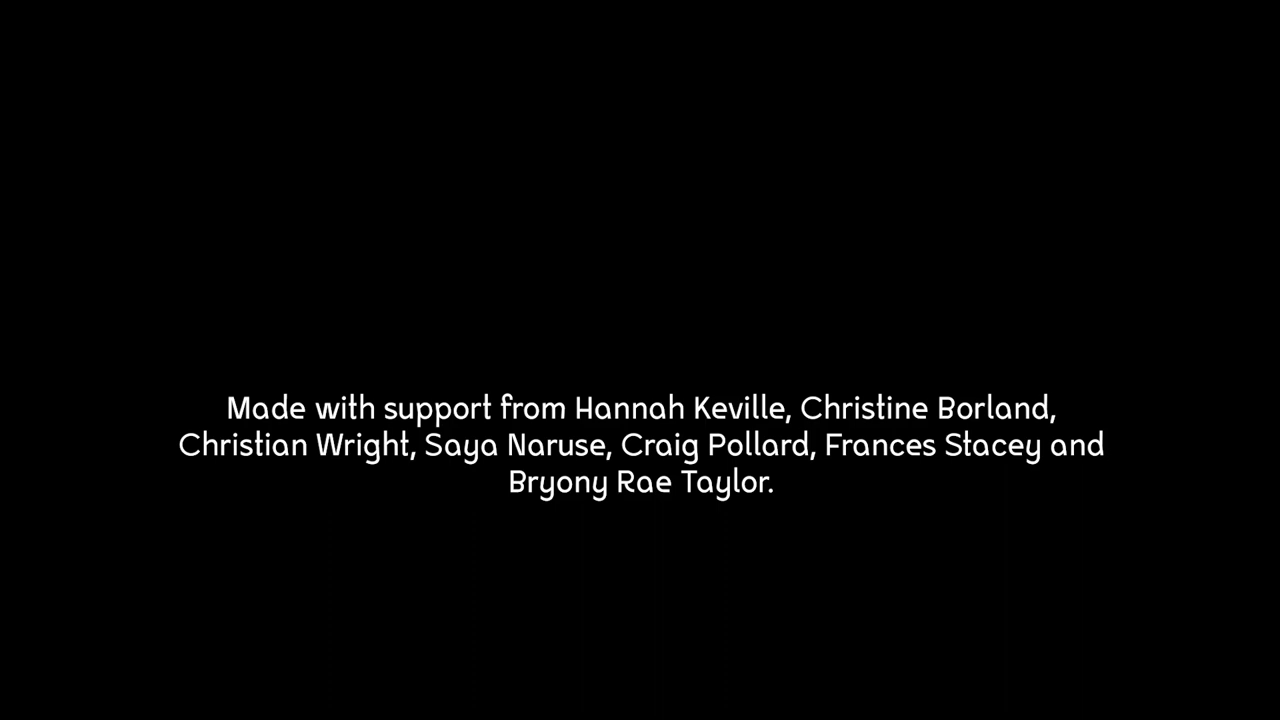 Made with support from Hannah Keville, Christine Borland,
Christian Wright, Saya Naruse, Craig Pollard, Frances Stacey and
Bryony Rae Taylor.